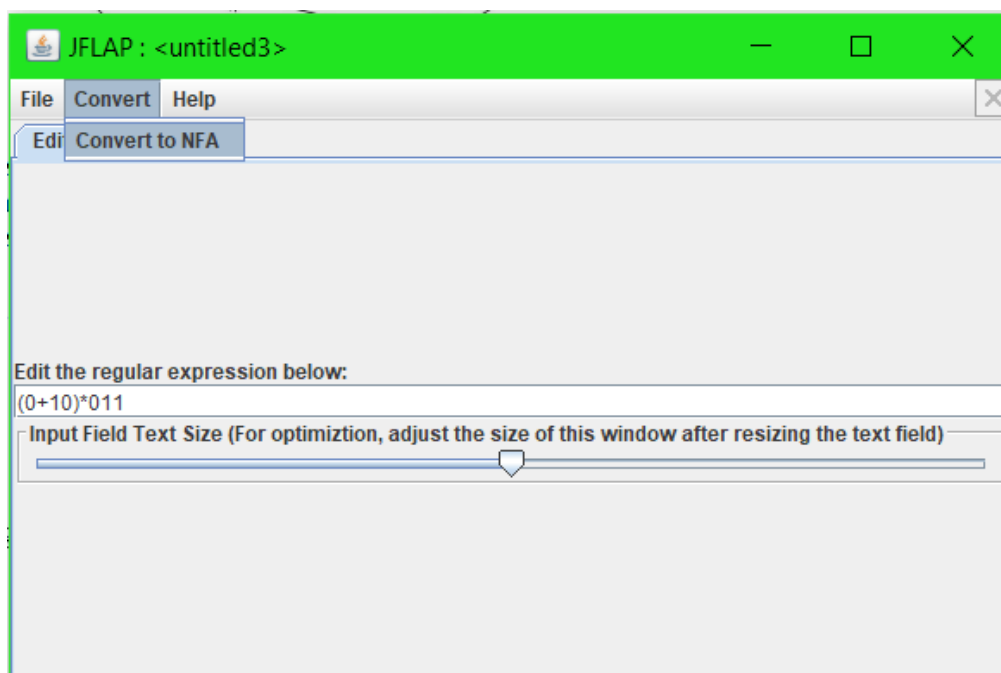 JFLAP : <untitled3>
File Convert Help
Edi Convert to NFA
Edit the regular expression below:
(0+10)*011
Input Field Text Size (For optimiztion, adjust the size of this window after resizing the text field)